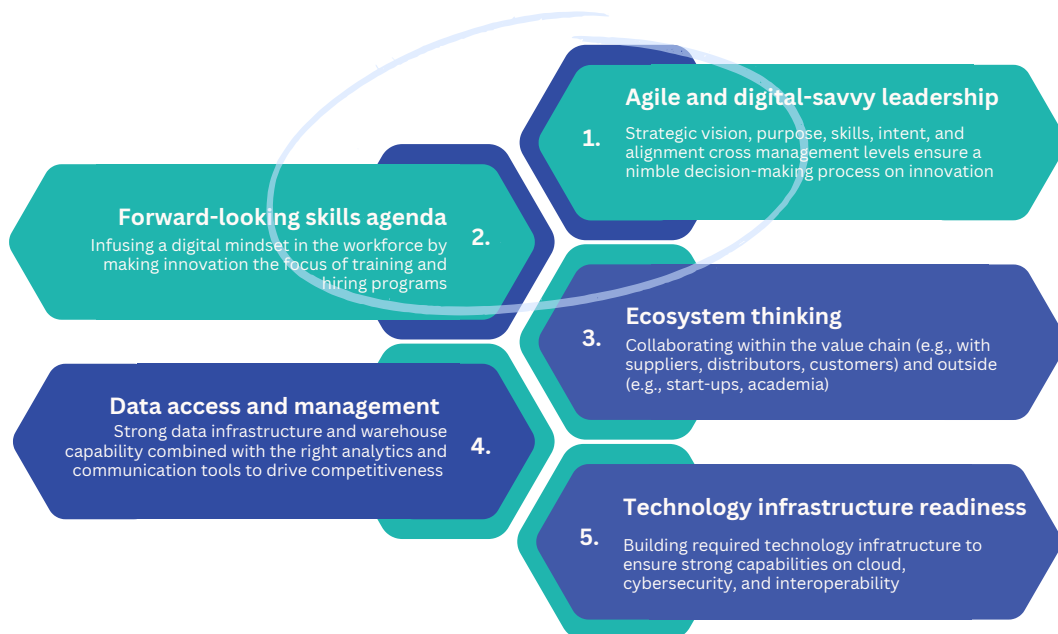 Agile and digital-savvy leadership
1.
Strategic vision, purpose, skills, intent, and
alignment cross management levels ensure a
nimble decision-making process on innovation
Forward-looking skills agenda
2.
Infusing a digital mindset in the workforce by
making innovation the focus of training and
hiring programs
Ecosystem thinking
3.
Collaborating within the value chain (e.g., with
suppliers, distributors, customers) and outside
(e.g., start-ups, academia)
Data access and management
4.
Strong data infrastructure and warehouse
capability combined with the right analytics and
communication tools to drive competitiveness
Technology infrastructure readiness
5.
Building required technology infratructure to
ensure strong capabilities on cloud,
cybersecurity, and interoperability